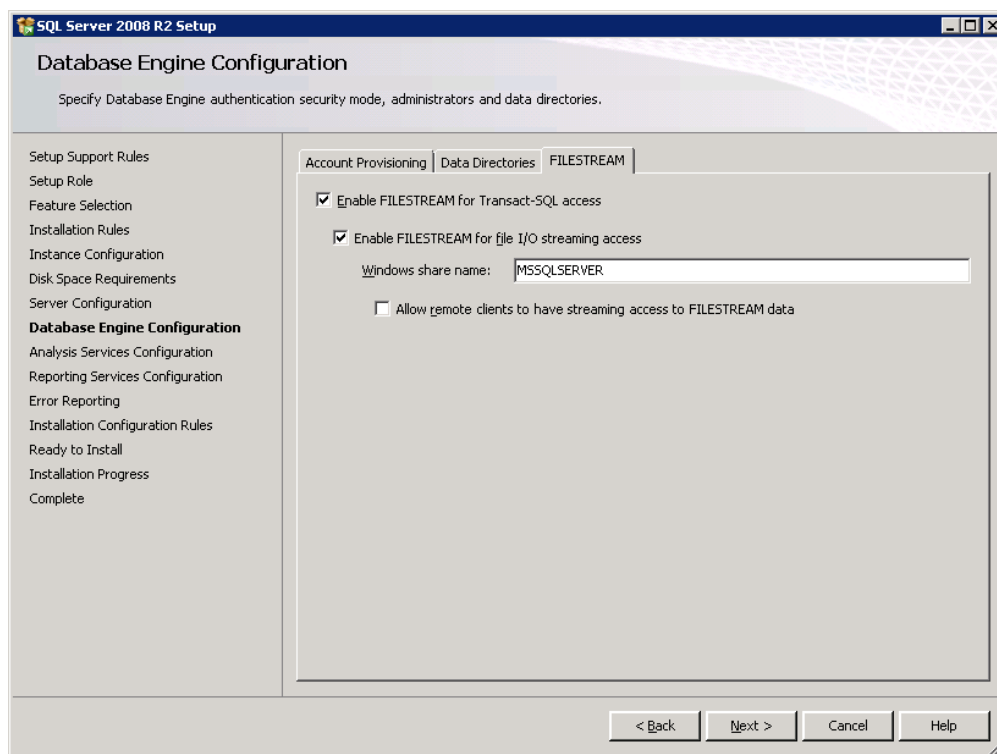 SQL Server 2008 R2 Setup
Database Engine Configuration
Specify Database Engine authentication security mode, administrators and data directories.
Setup Support Rules
Setup Role
Feature Selection
Installation Rules
Instance Configuration
Disk Space Requirements
Server Configuration
Database Engine Configuration
Analysis Services Configuration
Reporting Services Configuration
Error Reporting
Installation Configuration Rules
Ready to Install
Installation Progress
Complete
Account Provisioning Data Directories FILESTREAM
Enable FILESTREAM for Transact-SQL access
Enable FILESTREAM for file I/O streaming access
Windows share name: MSSQLSERVER
Allow remote clients to have streaming access to FILESTREAM data
< Back Next > Cancel Help